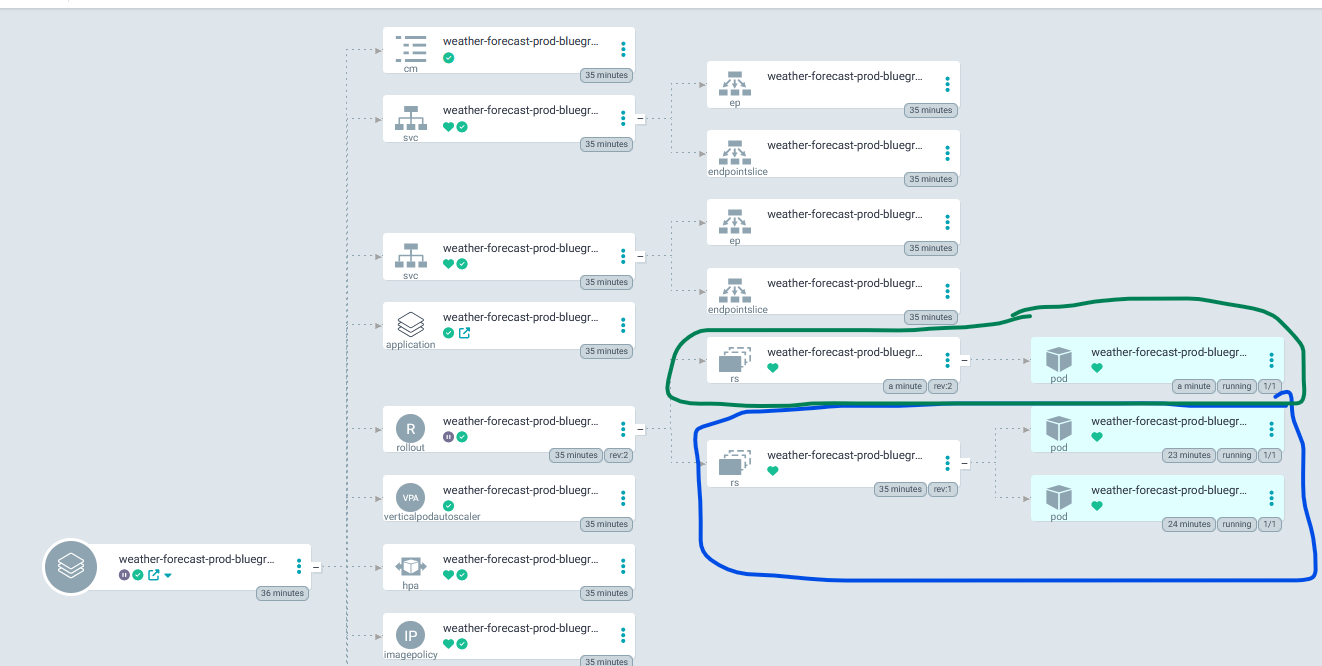 weather-forecast-prod-bluegr...
cm
35 minutes
weather-forecast-prod-bluegr...
svc
35 minutes
weather-forecast-prod-bluegr...
ep
35 minutes
weather-forecast-prod-bluegr...
endpointslice
35 minutes
weather-forecast-prod-bluegr...
svc
35 minutes
weather-forecast-prod-bluegr...
ep
35 minutes
weather-forecast-prod-bluegr...
endpointslice
35 minutes
weather-forecast-prod-bluegr...
application
35 minutes
weather-forecast-prod-bluegr...
rs
a minute rev:2
weather-forecast-prod-bluegr...
pod
a minute running 1/1
weather-forecast-prod-bluegr...
R
rollout
35 minutes rev:2
weather-forecast-prod-bluegr...
rs
35 minutes rev:1
weather-forecast-prod-bluegr...
pod
23 minutes running 1/1
weather-forecast-prod-bluegr...
pod
24 minutes running 1/1
weather-forecast-prod-bluegr...
VPA
verticalpodautoscaler
35 minutes
weather-forecast-prod-bluegr...
36 minutes
weather-forecast-prod-bluegr...
hpa
35 minutes
weather-forecast-prod-bluegr...
IP
imagepolicy
35 minutes